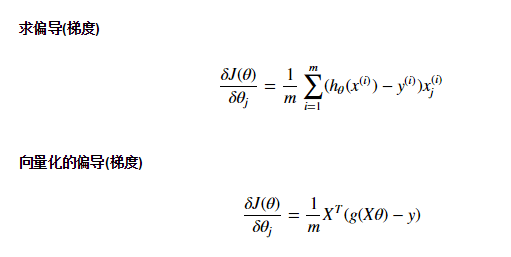 求偏导(梯度)
δJ(θ)/δθ_j = 1/m ∑_{i=1}^{m} (h_θ(x^{(i)}) − y^{(i)})x_j^{(i)}
向量化的偏导(梯度)
δJ(θ)/δθ_j = 1/m X^T(g(Xθ) − y)